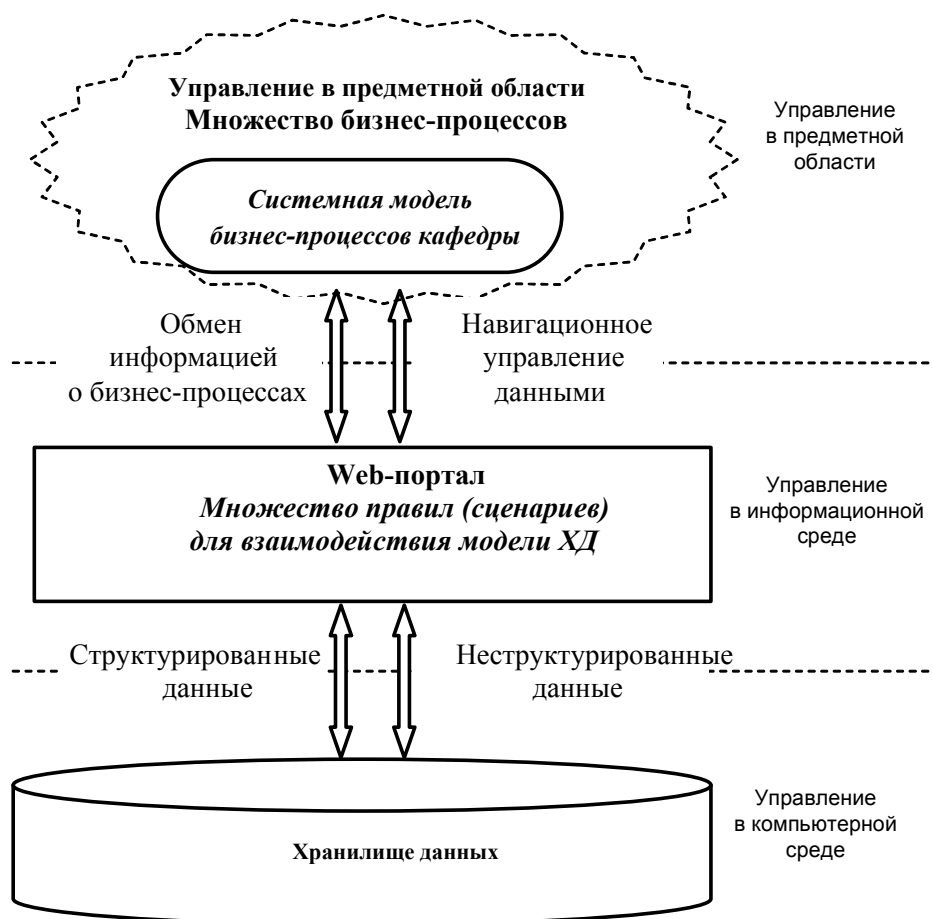 Управление в предметной области
Множество бизнес-процессов
Управление
в предметной
области
Системная модель
бизнес-процессов кафедры
Обмен
информацией
о бизнес-процессах
Навигационное
управление
данными
Web-портал
Множество правил (сценариев)
для взаимодействия модели ХД
Управление
в информационной
среде
Структурированные
данные
Неструктурированные
данные
Управление
в компьютерной
среде
Хранилище данных